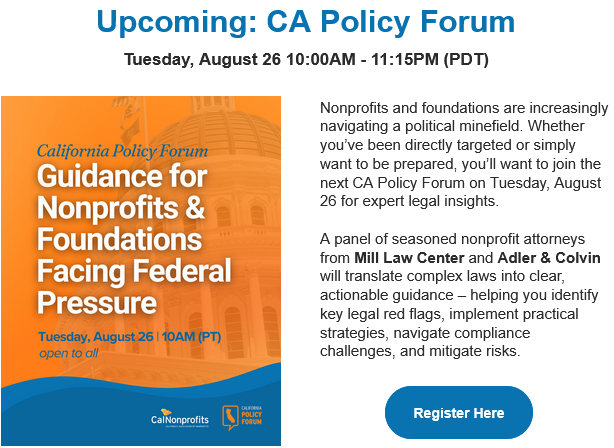 Upcoming: CA Policy Forum
Tuesday, August 26 10:00AM - 11:15PM (PDT)
California Policy Forum
Guidance for
Nonprofits &
Foundations
Facing Federal
Pressure
Tuesday, August 26 | 10AM (PT)
open to all
CalNonprofits
CALIFORNIA
POLICY
FORUM
Nonprofits and foundations are increasingly
navigating a political minefield. Whether
you've been directly targeted or simply
want to be prepared, you'll want to join the
next CA Policy Forum on Tuesday, August
26 for expert legal insights.
A panel of seasoned nonprofit attorneys
from Mill Law Center and Adler & Colvin
will translate complex laws into clear,
actionable guidance – helping you identify
key legal red flags, implement practical
strategies, navigate compliance
challenges, and mitigate risks.
Register Here